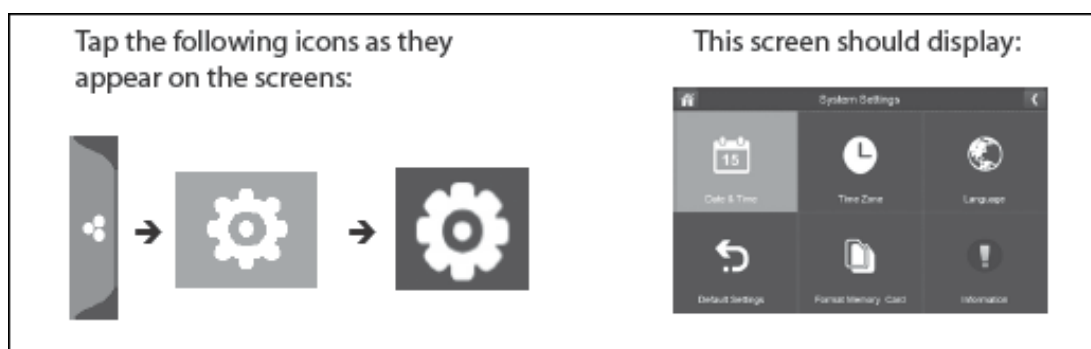 Tap the following icons as they
appear on the screens:
This screen should display:
System Settings
15
Date & Time
Time Zone
Language
Default Settings
Format Memory Card
Information